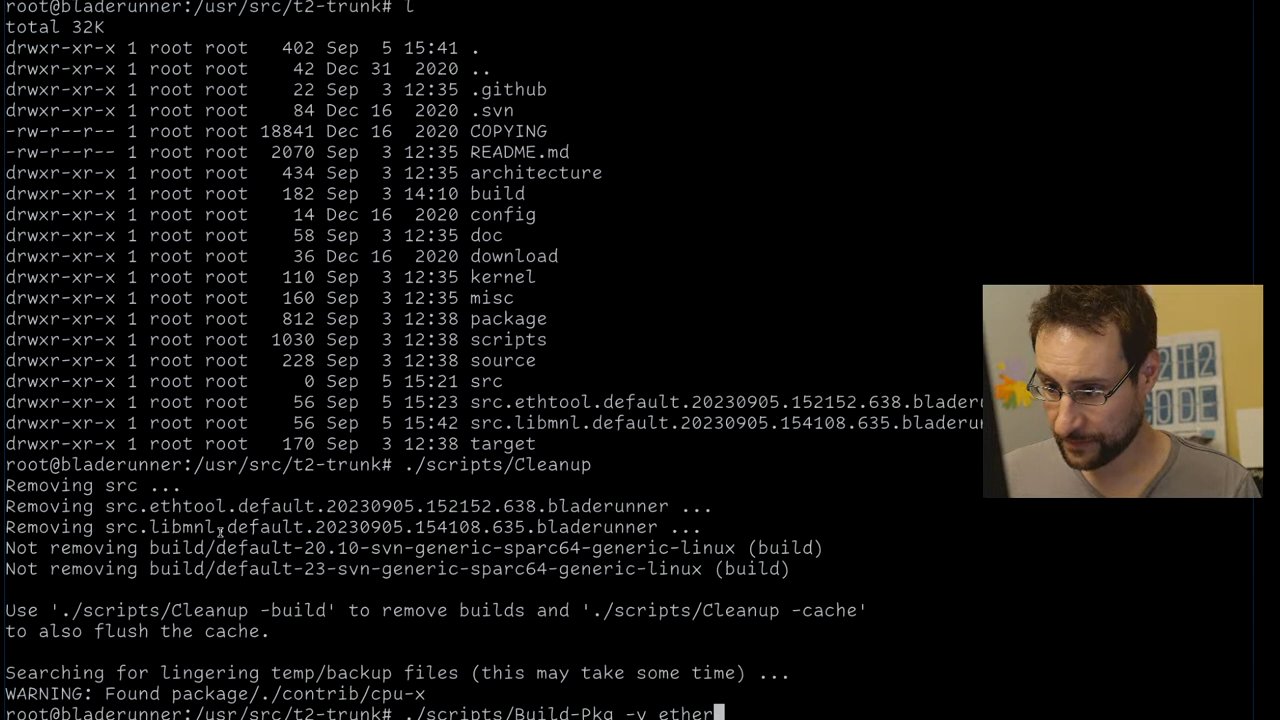 root@bladerunner:/usr/src/t2-trunk# l
total 32K
drwxr-xr-x 1 root root   402 Sep  5 15:41 .
drwxr-xr-x 1 root root    42 Dec 31  2020 ..
drwxr-xr-x 1 root root    22 Sep  3 12:35 .github
drwxr-xr-x 1 root root    84 Dec 16  2020 .svn
-rw-r--r-- 1 root root 18841 Dec 16  2020 COPYING
-rw-r--r-- 1 root root  2070 Sep  3 12:35 README.md
drwxr-xr-x 1 root root   434 Sep  3 12:35 architecture
drwxr-xr-x 1 root root   182 Sep  3 14:10 build
drwxr-xr-x 1 root root    14 Dec 16  2020 config
drwxr-xr-x 1 root root    58 Sep  3 12:35 doc
drwxr-xr-x 1 root root    36 Dec 16  2020 download
drwxr-xr-x 1 root root   110 Sep  3 12:35 kernel
drwxr-xr-x 1 root root   160 Sep  3 12:35 misc
drwxr-xr-x 1 root root   812 Sep  3 12:38 package
drwxr-xr-x 1 root root  1030 Sep  3 12:38 scripts
drwxr-xr-x 1 root root   228 Sep  3 12:38 source
drwxr-xr-x 1 root root     0 Sep  5 15:21 src
drwxr-xr-x 1 root root    56 Sep  5 15:23 src.ethtool.default.20230905.152152.638.bladeru
drwxr-xr-x 1 root root    56 Sep  5 15:42 src.libmnl.default.20230905.154108.635.bladerun
drwxr-xr-x 1 root root   170 Sep  3 12:38 target
root@bladerunner:/usr/src/t2-trunk# ./scripts/Cleanup
Removing src ...
Removing src.ethtool.default.20230905.152152.638.bladerunner ...
Removing src.libmnl.default.20230905.154108.635.bladerunner ...
Not removing build/default-20.10-svn-generic-sparc64-generic-linux (build)
Not removing build/default-23-svn-generic-sparc64-generic-linux (build)
Use './scripts/Cleanup -build' to remove builds and './scripts/Cleanup -cache'
to also flush the cache.
Searching for lingering temp/backup files (this may take some time) ...
WARNING: Found package/./contrib/cpu-x
root@bladerunner:/usr/src/t2-trunk# ./scripts/Build-Pkg -v ether
T2
CODE